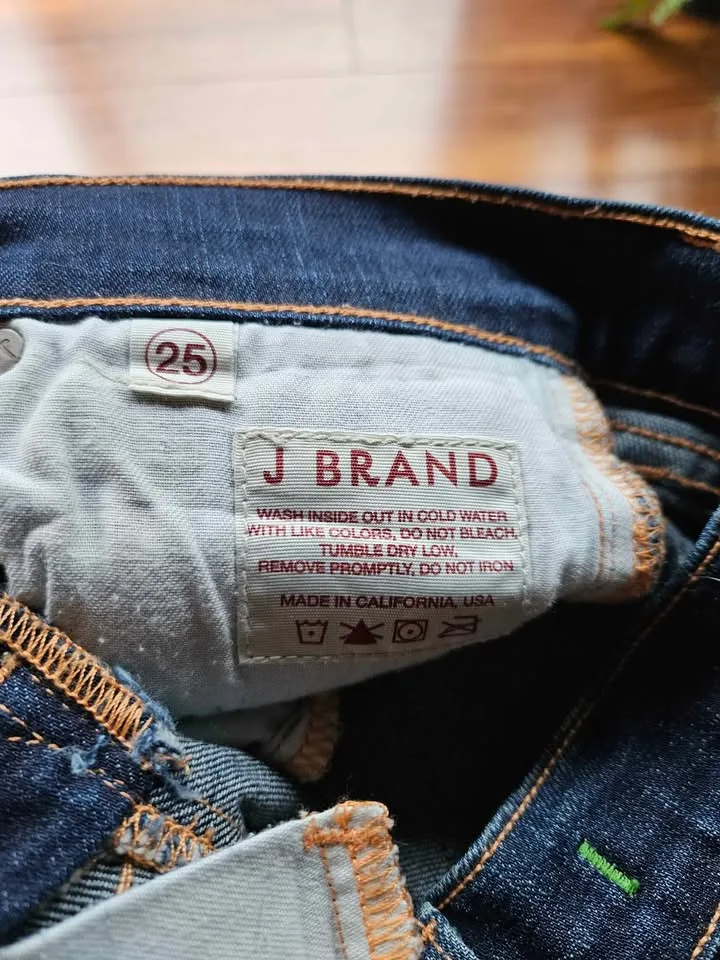 25
J BRAND
WASH INSIDE OUT IN COLD WATER
WITH LIKE COLORS, DO NOT BLEACH,
TUMBLE DRY LOW,
REMOVE PROMPTLY, DO NOT IRON
MADE IN CALIFORNIA, USA